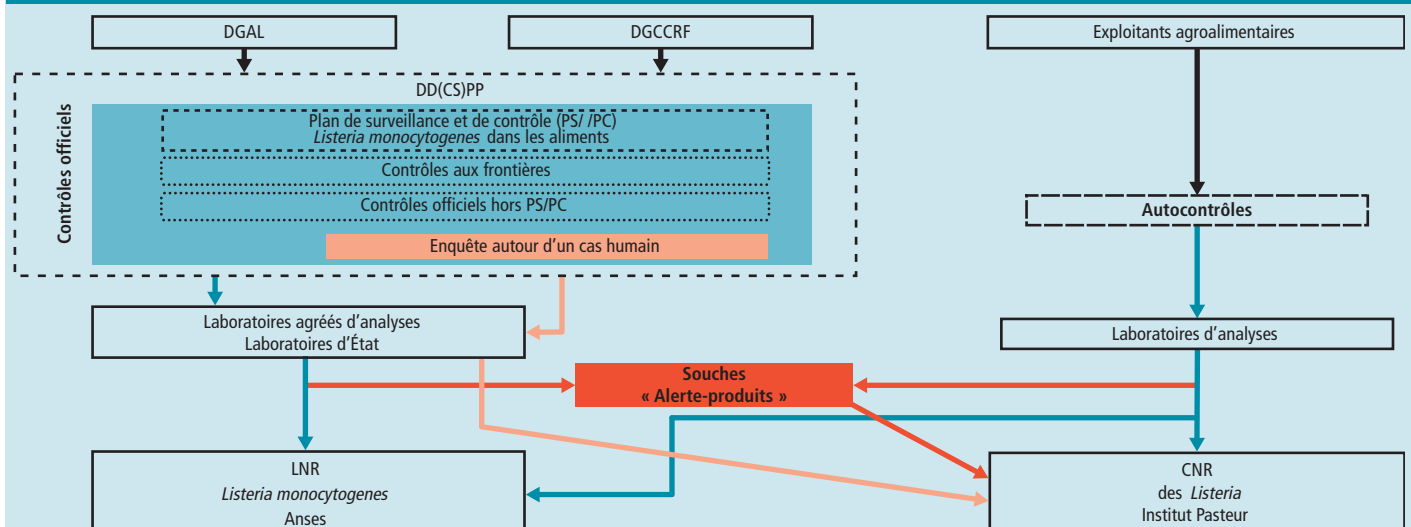 DGAL
DGCCRF
Exploitants agroalimentaires
DD(CS)PP
Contrôles officiels
Plan de surveillance et de contrôle (PS/ /PC)
Listeria monocytogenes dans les aliments
Contrôles aux frontières
Contrôles officiels hors PS/PC
Enquête autour d'un cas humain
Autocontrôles
Laboratoires agréés d'analyses
Laboratoires d'État
Laboratoires d'analyses
Souches
« Alerte-produits »
LNR
Listeria monocytogenes
Anses
CNR
des Listeria
Institut Pasteur